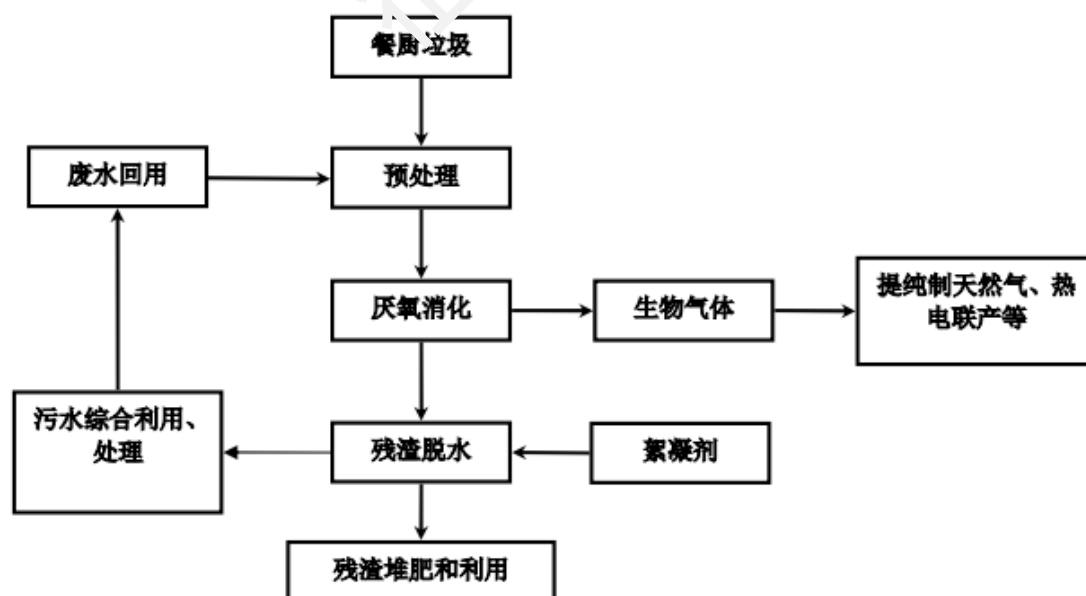 餐厨垃圾
废水回用
预处理
厌氧消化
生物气体
提纯制天然气、热
电联产等
污水综合利用、
处理
残渣脱水
絮凝剂
残渣堆肥和利用